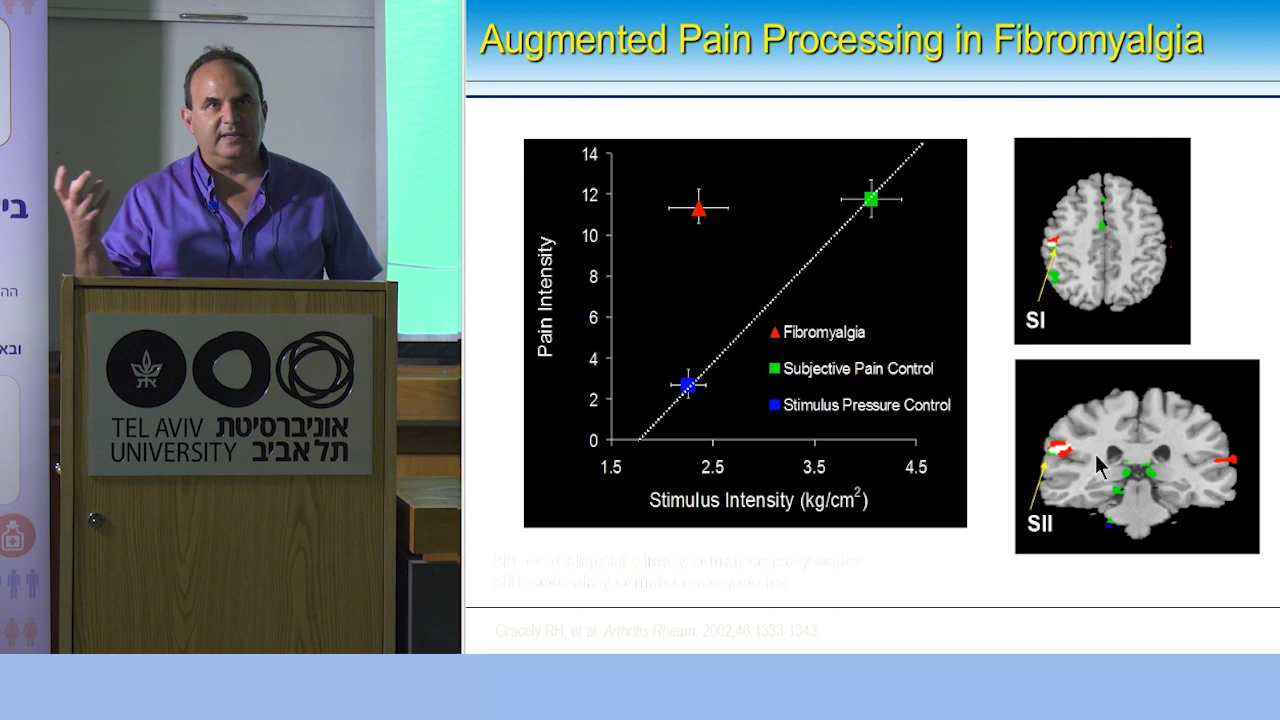 Augmented Pain Processing in Fibromyalgia
14
12
10
8
6
4
2
0
1.5 2.5 3.5 4.5
Pain Intensity
Stimulus Intensity (kg/cm²)
Fibromyalgia
Subjective Pain Control
Stimulus Pressure Control
SI
SII
Gracely RH, et al. Arthritis Rheum. 2002;46:1333-1343.
TEL AVIV אוניברסיטת
UNIVERSITY תל אביב